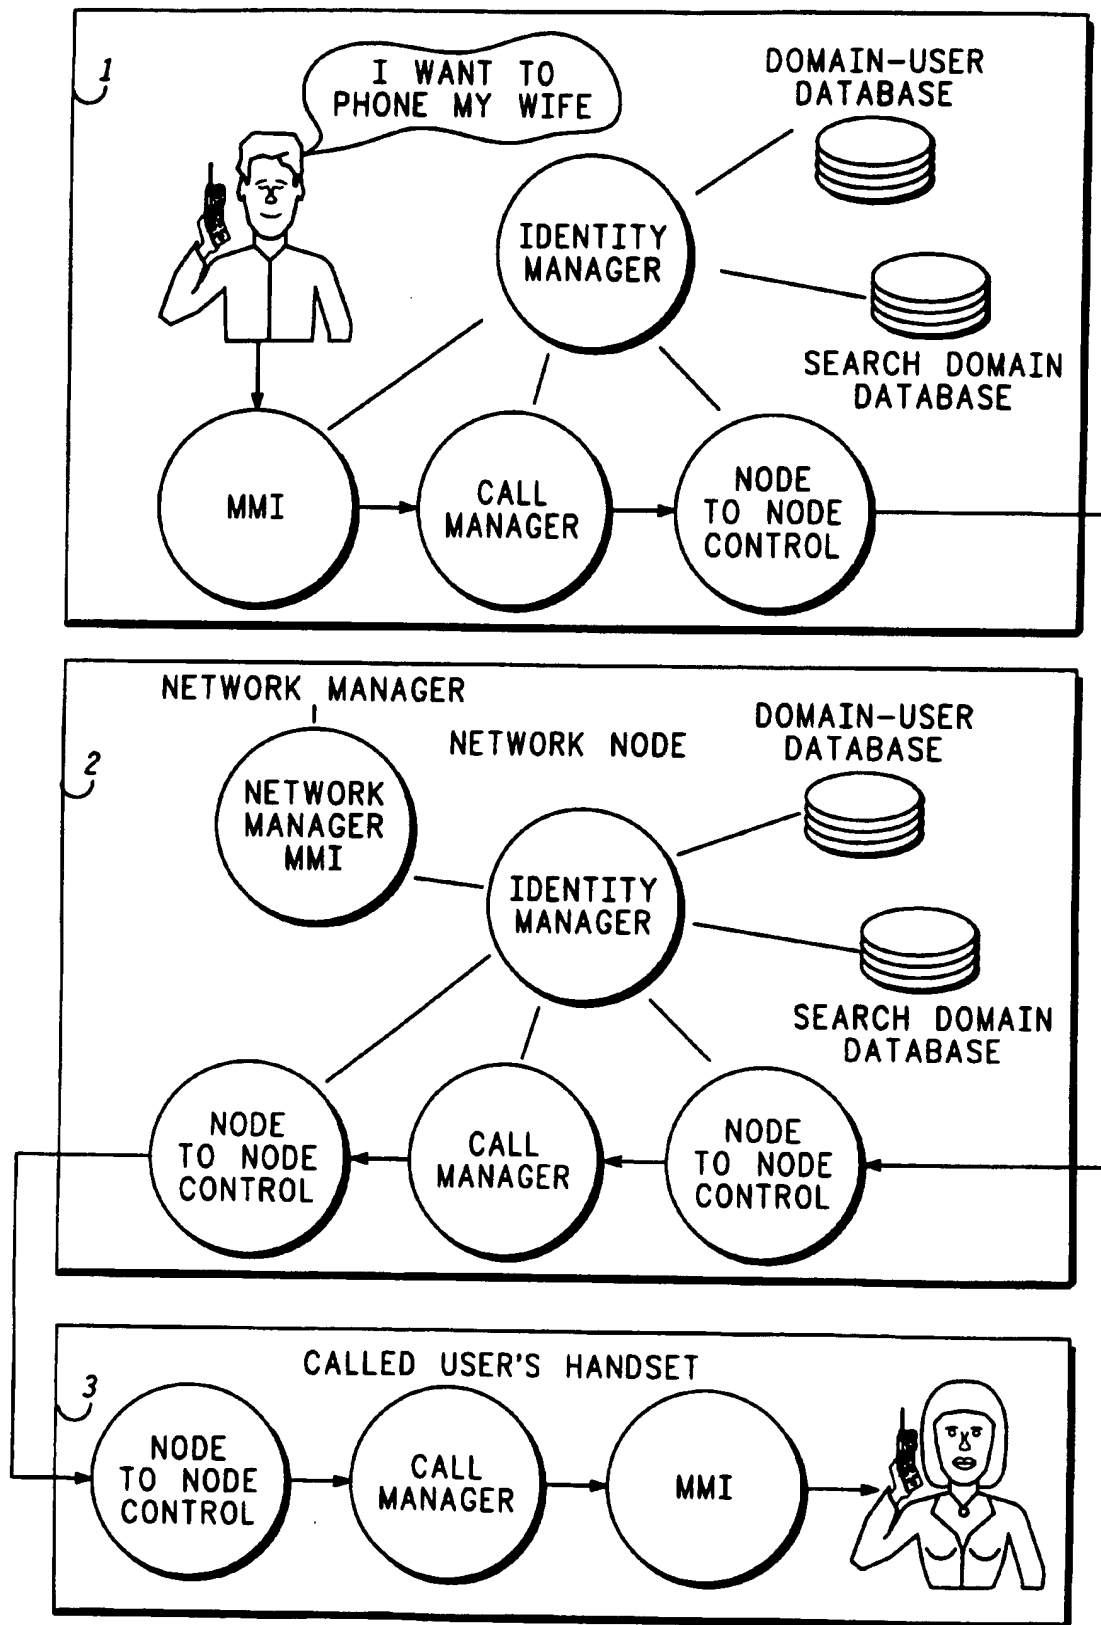 1
I WANT TO
PHONE MY WIFE
DOMAIN-USER
DATABASE
IDENTITY
MANAGER
SEARCH DOMAIN
DATABASE
MMI
CALL
MANAGER
NODE
TO NODE
CONTROL
2
NETWORK MANAGER
NETWORK NODE
DOMAIN-USER
DATABASE
NETWORK
MANAGER
MMI
IDENTITY
MANAGER
SEARCH DOMAIN
DATABASE
NODE
TO NODE
CONTROL
CALL
MANAGER
NODE
TO NODE
CONTROL
3
CALLED USER'S HANDSET
NODE
TO NODE
CONTROL
CALL
MANAGER
MMI